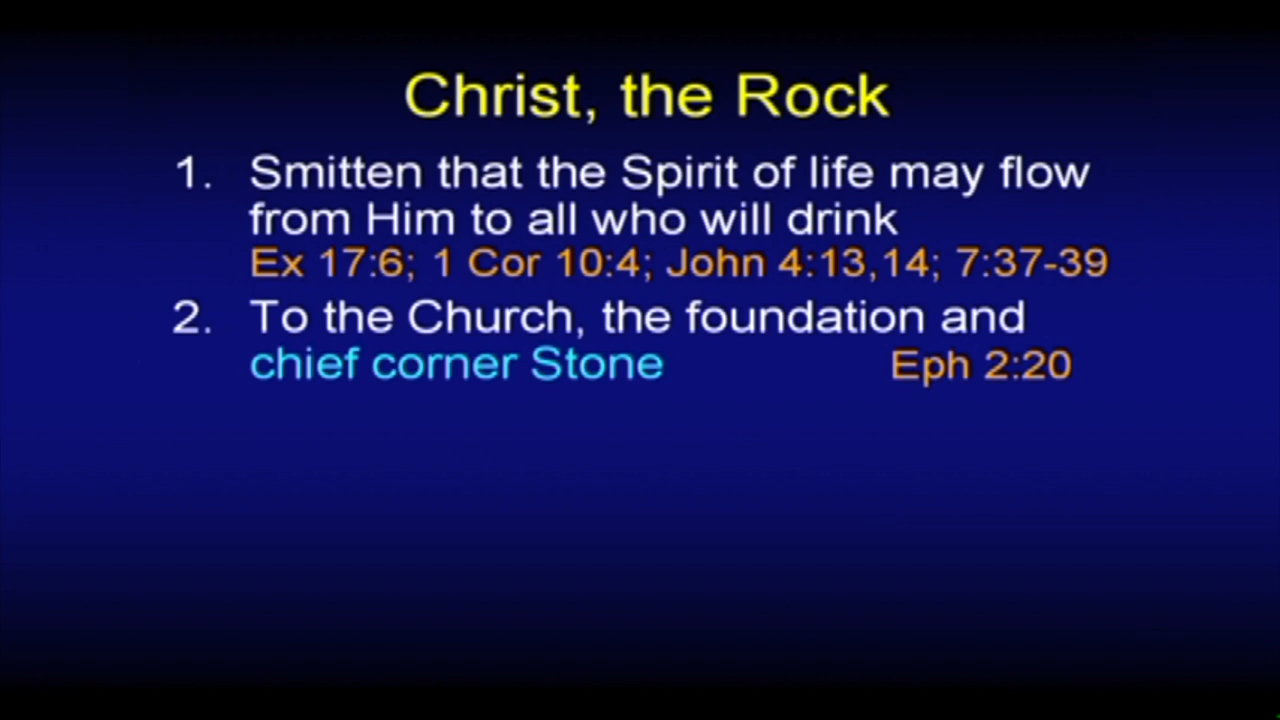 Christ, the Rock
1. Smitten that the Spirit of life may flow
from Him to all who will drink
Ex 17:6; 1 Cor 10:4; John 4:13,14; 7:37-39
2. To the Church, the foundation and
chief corner Stone Eph 2:20